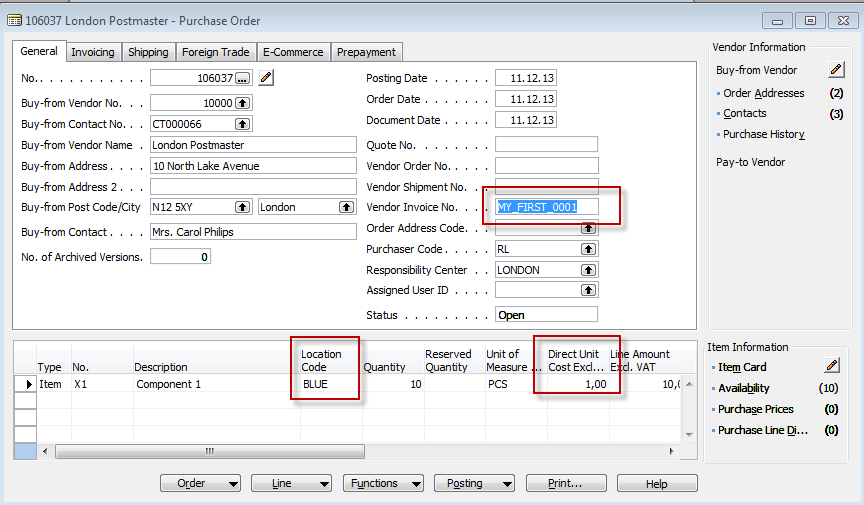 106037 London Postmaster - Purchase Order
General Invoicing Shipping Foreign Trade E-Commerce Prepayment
No. . . . . . . . . . . . 106037 ...
Buy-from Vendor No. . . . 10000
Buy-from Contact No. . . CT000066
Buy-from Vendor Name . London Postmaster
Buy-from Address . . . . 10 North Lake Avenue
Buy-from Address 2 . . .
Buy-from Post Code/City N12 5XY London
Buy-from Contact . . . . Mrs. Carol Philips
No. of Archived Versions. 0
Posting Date . . . . . . 11.12.13
Order Date . . . . . . . 11.12.13
Document Date . . . . . 11.12.13
Quote No. . . . . . . .
Vendor Order No. . . . .
Vendor Shipment No. . .
Vendor Invoice No. . . . MY_FIRST_0001
Order Address Code. . .
Purchaser Code . . . . . RL
Responsibility Center . . LONDON
Assigned User ID . . . .
Status . . . . . . . . . Open
Vendor Information
Buy-from Vendor
Order Addresses (2)
Contacts (3)
Purchase History
Pay-to Vendor
Type No. Description Location Code Quantity Reserved Quantity Unit of Measure ... Direct Unit Cost Excl... Line Amount Excl. VAT
Item X1 Component 1 BLUE 10 PCS 1,00 10,0
Item Information
Item Card
Availability (10)
Purchase Prices (0)
Purchase Line Di... (0)
Order Line Functions Posting Print... Help